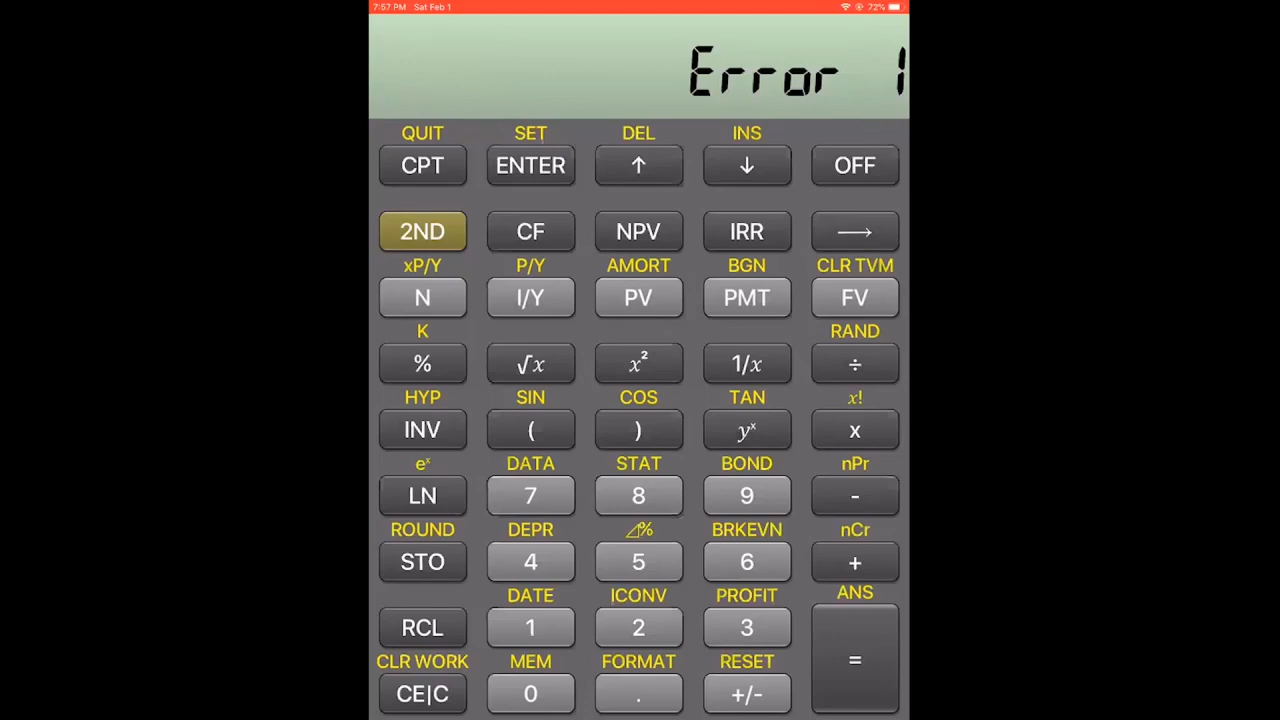 7:57 PM Sat Feb 1 72%
Error 1
QUIT SET DEL INS
CPT ENTER ↑ ↓ OFF
2ND CF NPV IRR →
xP/Y P/Y AMORT BGN CLR TVM
N I/Y PV PMT FV
K RAND
% √x x² 1/x ÷
HYP SIN COS TAN x!
INV ( ) yˣ x
eˣ DATA STAT BOND nPr
LN 7 8 9 -
ROUND DEPR ⊿% BRKEVN nCr
STO 4 5 6 +
DATE ICONV PROFIT ANS
RCL 1 2 3 =
CLR WORK MEM FORMAT RESET
CE|C 0 . +/-